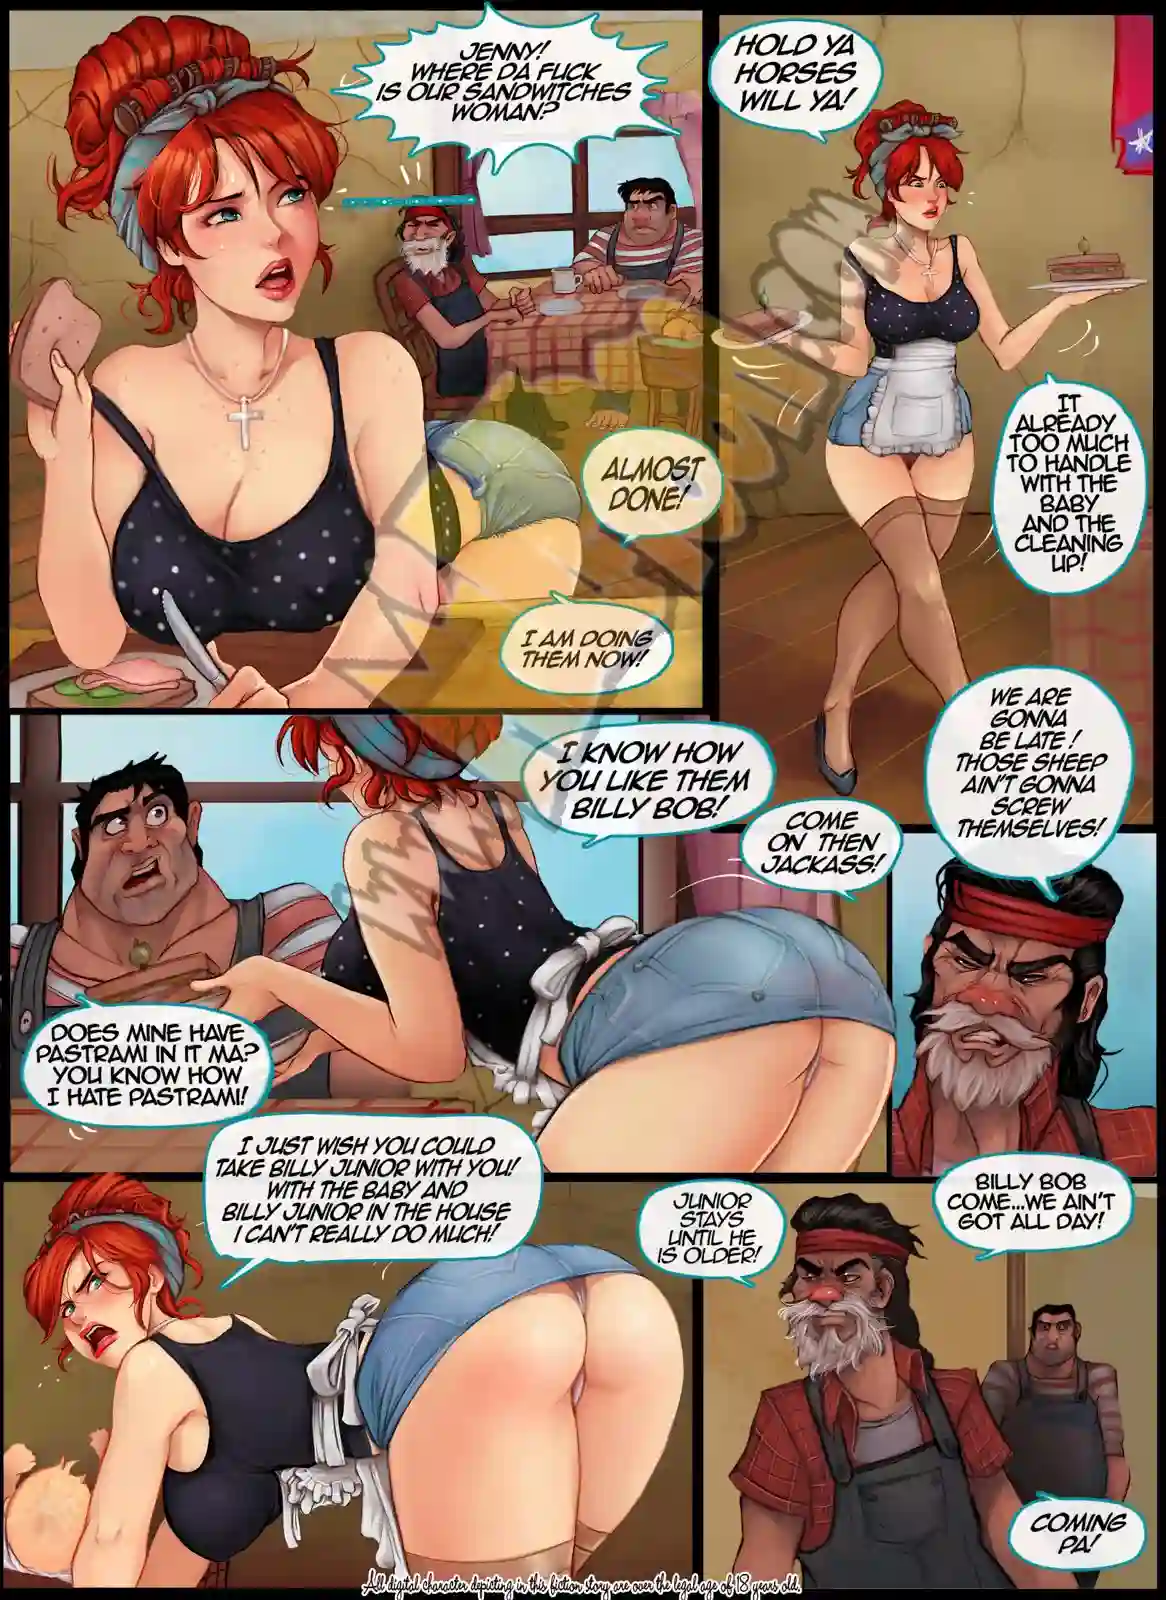 JENNY!
WHERE DA FUCK
IS OUR SANDWITCHES
WOMAN?
ALMOST
DONE!
I AM DOING
THEM NOW!
HOLD YA
HORSES
WILL YA!
IT
ALREADY
TOO MUCH
TO HANDLE
WITH THE
BABY
AND THE
CLEANING
UP!
I KNOW HOW
YOU LIKE THEM
BILLY BOB!
DOES MINE HAVE
PASTRAMI IN IT MA?
YOU KNOW HOW
I HATE PASTRAMI!
COME
ON THEN
JACKASS!
WE ARE
GONNA
BE LATE!
THOSE SHEEP
AIN'T GONNA
SCREW
THEMSELVES!
I JUST WISH YOU COULD
TAKE BILLY JUNIOR WITH YOU!
WITH THE BABY AND
BILLY JUNIOR IN THE HOUSE
I CAN'T REALLY DO MUCH!
JUNIOR
STAYS
UNTIL HE
IS OLDER!
BILLY BOB
COME...WE AIN'T
GOT ALL DAY!
COMING
PA!
All digital character depicting in this fiction story are over the legal age of 18 years old.